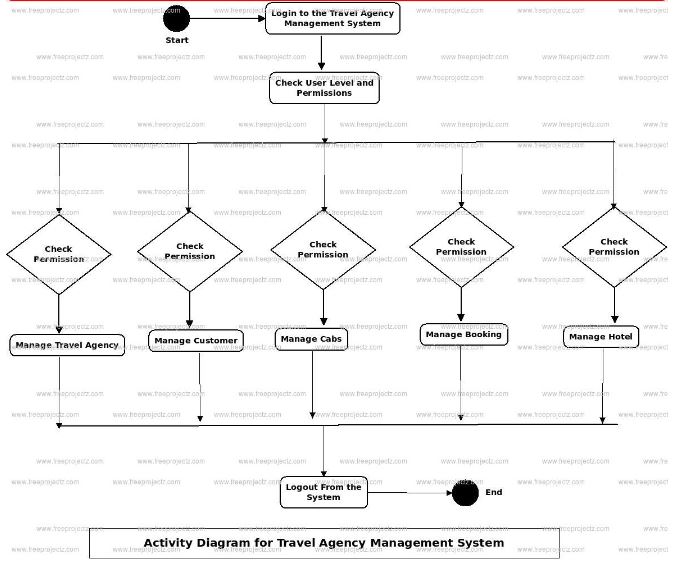 Login to the Travel Agency
Management System
Start
Check User Level and
Permissions
Check
Permission
Check
Permission
Check
Permission
Check
Permission
Check
Permission
Manage Travel Agency
Manage Customer
Manage Cabs
Manage Booking
Manage Hotel
Logout From the
System
End
Activity Diagram for Travel Agency Management System
www.freeprojectz.com